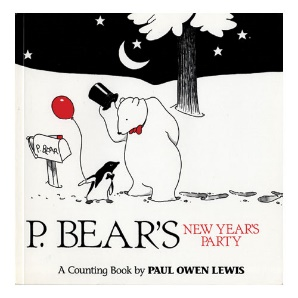 P. BEAR
P. BEAR'S NEW YEAR'S
PARTY
A Counting Book by PAUL OWEN LEWIS